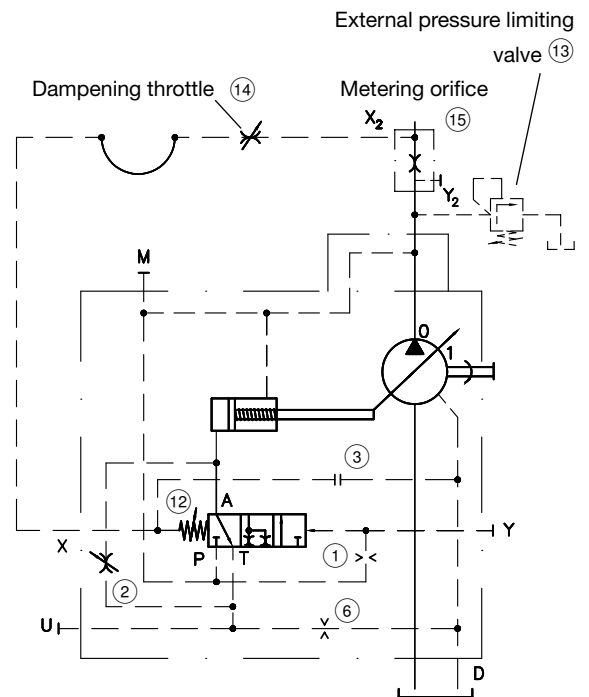 External pressure limiting
valve 13
Dampening throttle 14
Metering orifice
X2
15
Y2
M
0
1
3
12
A
X
P T
1
Y
2
6
U
D